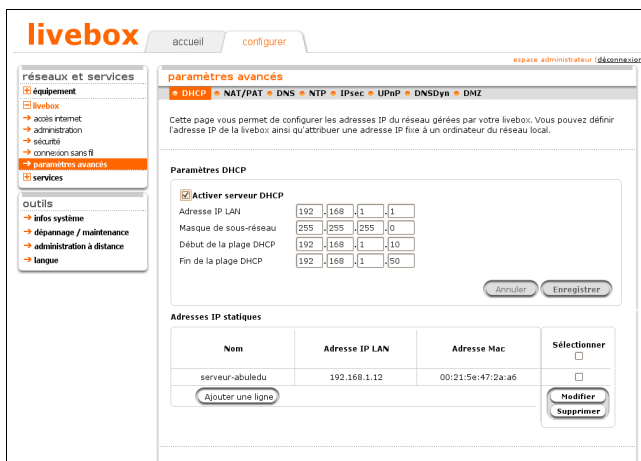 livebox
accueil
configurer
espace administrateur (déconnexion
réseaux et services
équipement
livebox
accès internet
administration
sécurité
connexion sans fil
paramètres avancés
services
outils
infos système
dépannage / maintenance
administration à distance
langue
paramètres avancés
DHCP NAT/PAT DNS NTP IPsec UPnP DNSDyn DMZ
Cette page vous permet de configurer les adresses IP du réseau gérées par votre livebox. Vous pouvez définir
l'adresse IP de la livebox ainsi qu'attribuer une adresse IP fixe à un ordinateur du réseau local.
Paramètres DHCP
Activer serveur DHCP
Adresse IP LAN 192 . 168 . 1 . 1
Masque de sous-réseau 255 . 255 . 255 . 0
Début de la plage DHCP 192 . 168 . 1 . 10
Fin de la plage DHCP 192 . 168 . 1 . 50
Annuler Enregistrer
Adresses IP statiques
Nom Adresse IP LAN Adresse Mac Sélectionner
serveur-abuledu 192.168.1.12 00:21:5e:47:2a:a6
Ajouter une ligne Modifier
Supprimer